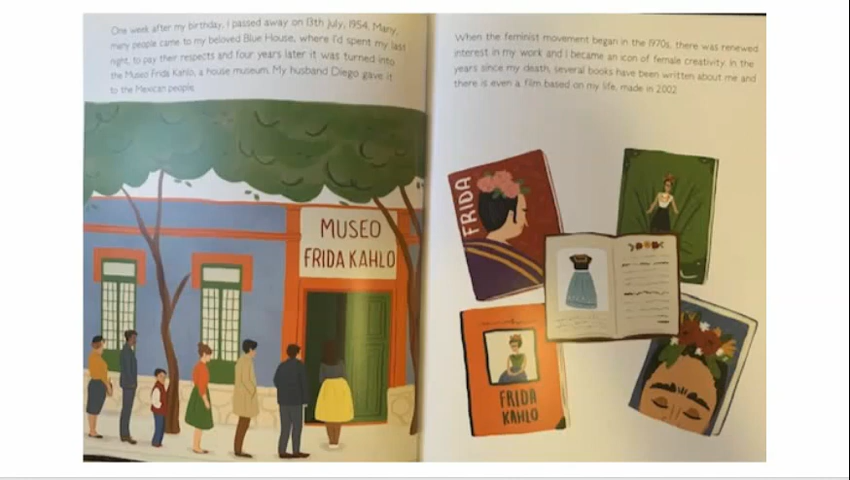 One week after my birthday, I passed away on 13th July, 1954. Many,
many people came to my beloved Blue House, where I'd spent my last
night, to pay their respects and four years later it was turned into
the Museo Frida Kahlo, a house museum. My husband Diego gave it
to the Mexican people.
MUSEO
FRIDA KAHLO
When the feminist movement began in the 1970s, there was renewed
interest in my work and I became an icon of female creativity. In the
years since my death, several books have been written about me and
there is even a film based on my life, made in 2002
FRIDA
FRIDA
KAHLO